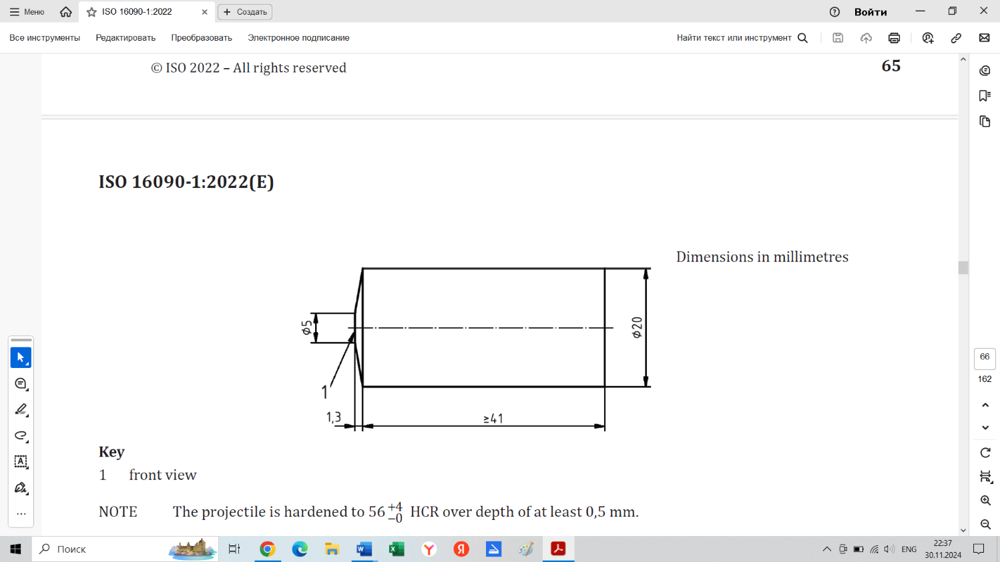 Меню
ISO 16090-1:2022
Создать
Войти
Все инструменты
Редактировать
Преобразовать
Электронное подписание
Найти текст или инструмент
© ISO 2022 – All rights reserved
65
ISO 16090-1:2022(E)
Dimensions in millimetres
⌀5
⌀20
1
1,3
≥41
Key
1 front view
NOTE The projectile is hardened to 56 +4 −0 HCR over depth of at least 0,5 mm.
66
162
Поиск
ENG
22:37
30.11.2024